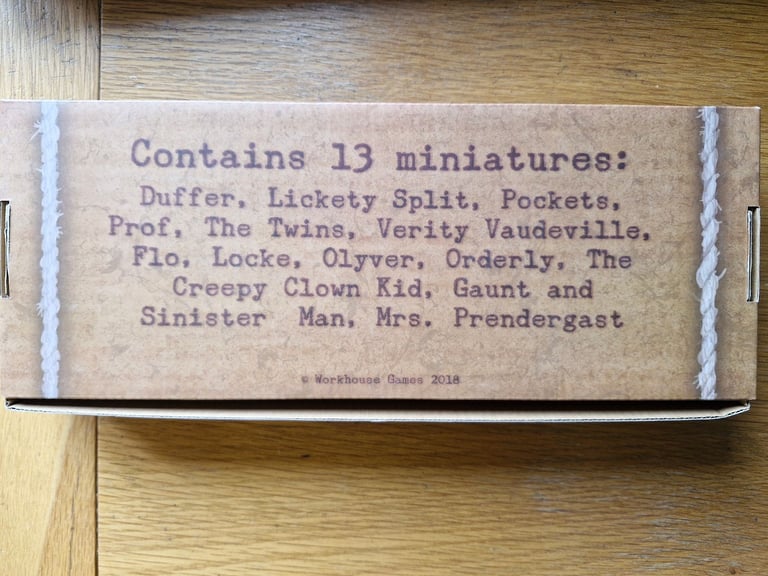 Contains 13 miniatures:
Duffer, Lickety Split, Pockets,
Prof, The Twins, Verity Vaudeville,
Flo, Locke, Olyver, Orderly, The
Creepy Clown Kid, Gaunt and
Sinister Man, Mrs. Prendergast
© Workhouse Games 2018